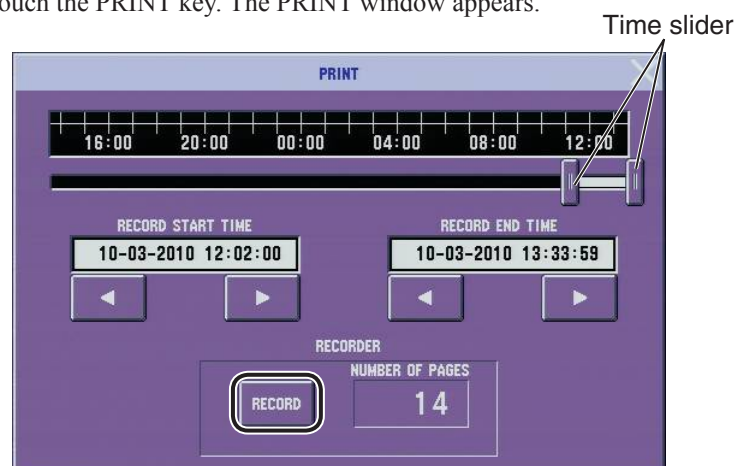 ouch the PRINT key. The PRINT window appears.
Time slider
PRINT
16:00 20:00 00:00 04:00 08:00 12:00
RECORD START TIME RECORD END TIME
10-03-2010 12:02:00 10-03-2010 13:33:59
RECORDER
NUMBER OF PAGES
RECORD 14